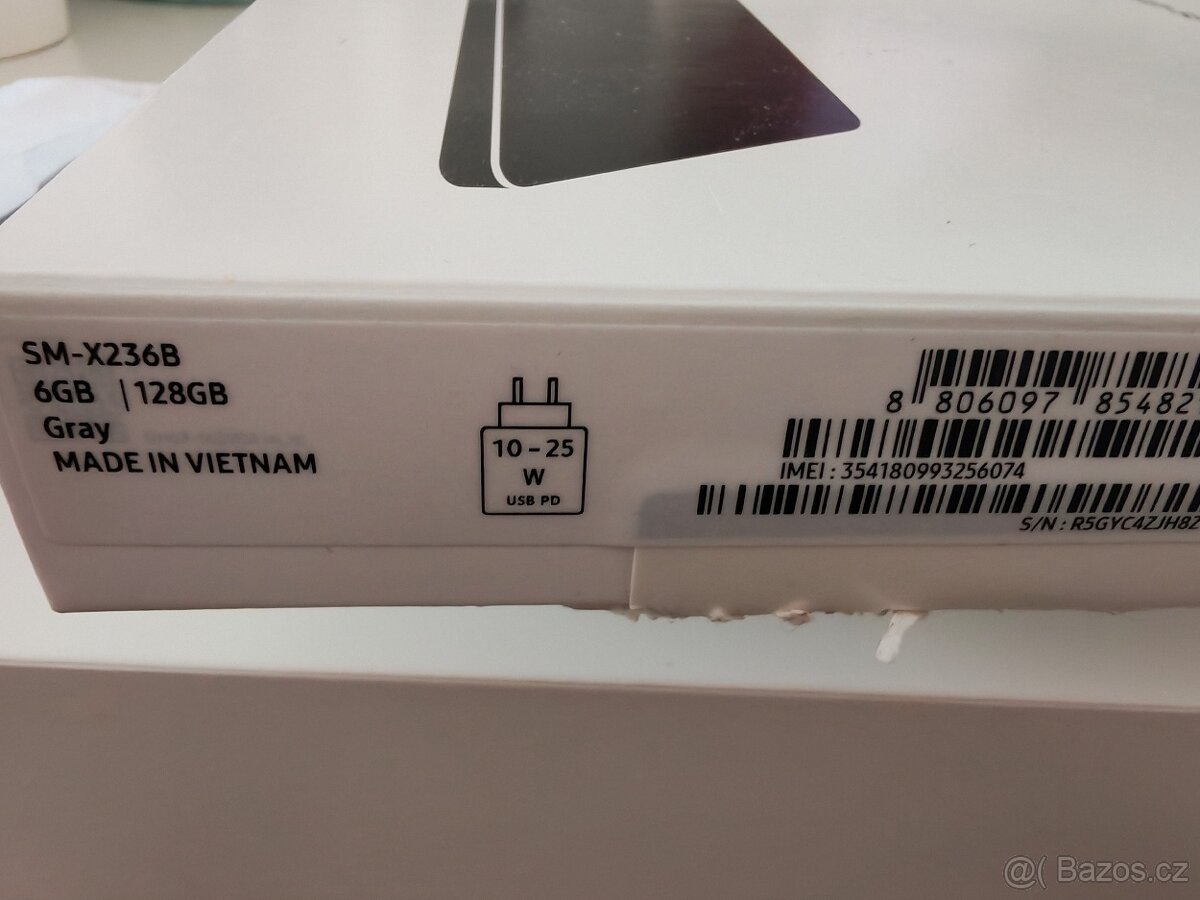 SM-X236B
6GB | 128GB
Gray
MADE IN VIETNAM
10 – 25
W
USB PD
8 806097 85482
IMEI : 354180993256074
S/N : R5GYC4ZJH8Z
@( Bazos.cz